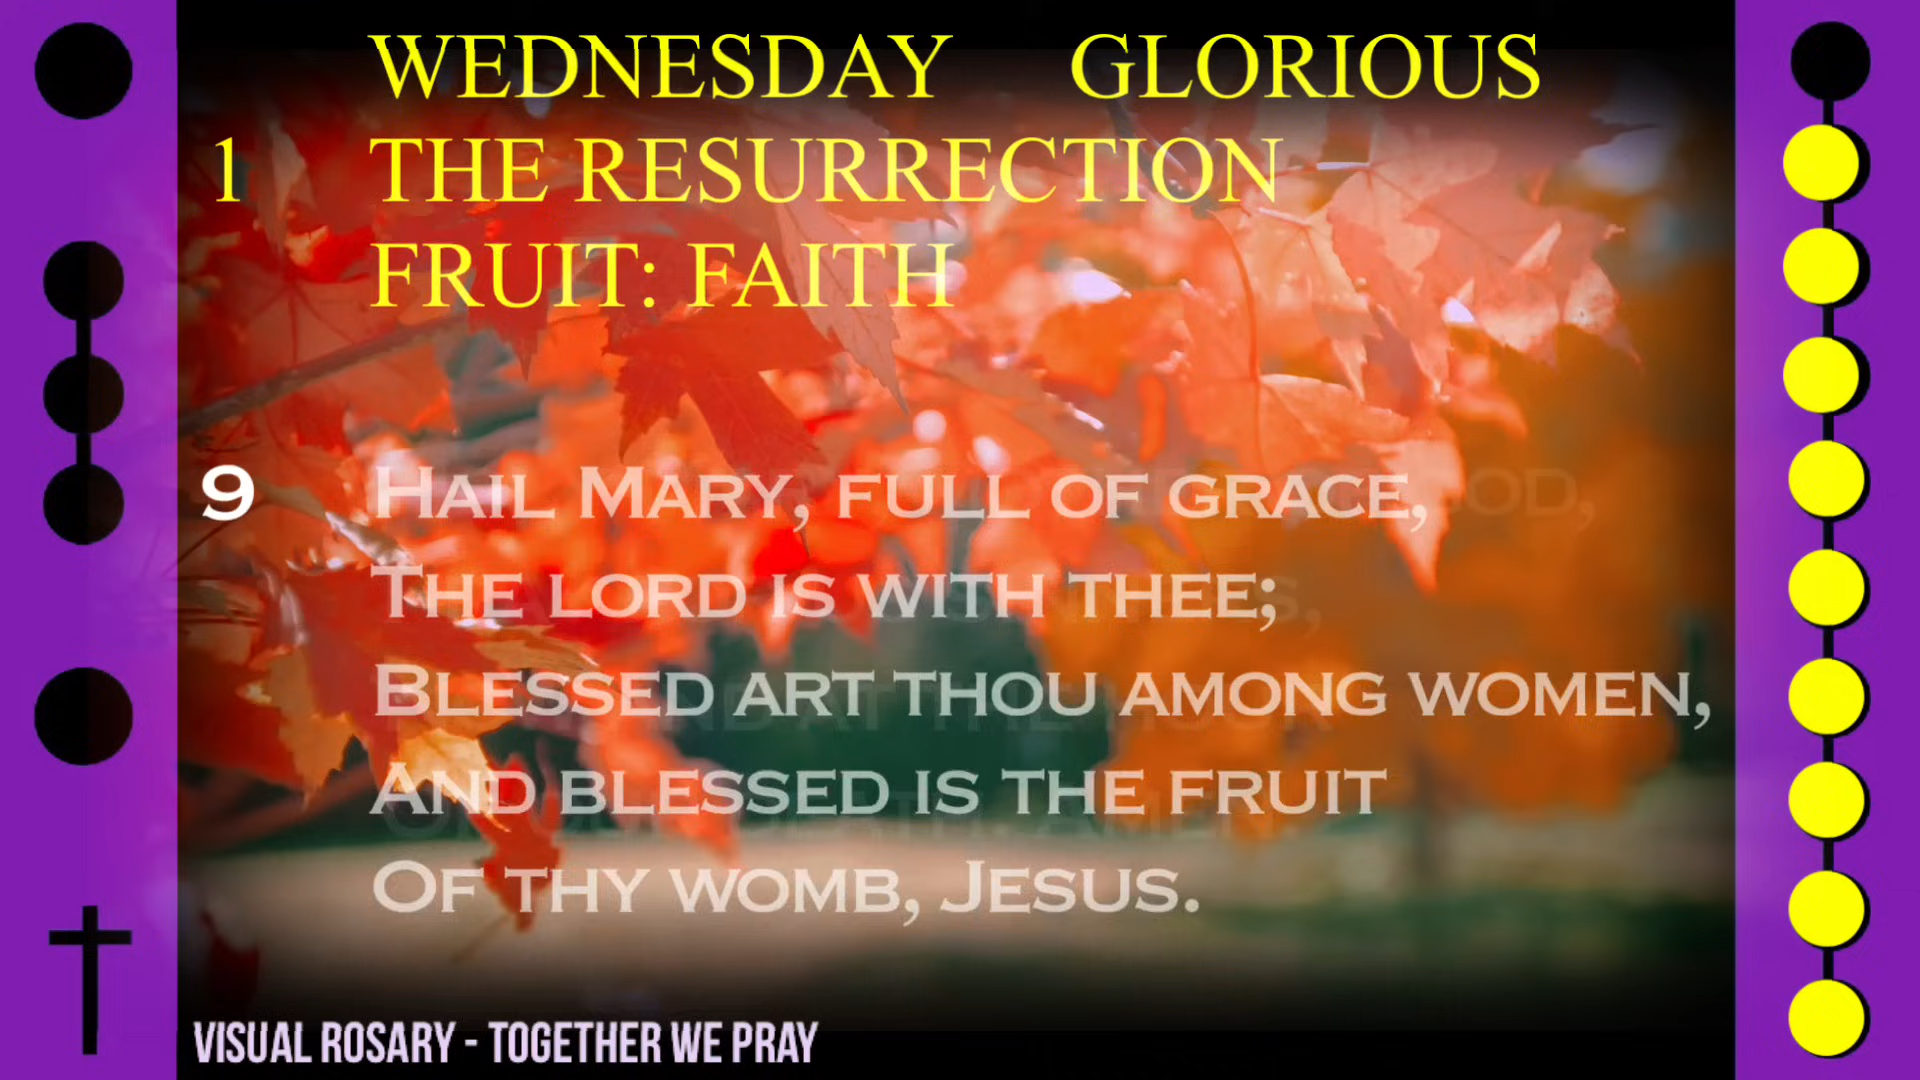 WEDNESDAY GLORIOUS
1 THE RESURRECTION
FRUIT: FAITH
9 HAIL MARY, FULL OF GRACE,
THE LORD IS WITH THEE;
BLESSED ART THOU AMONG WOMEN,
AND BLESSED IS THE FRUIT
OF THY WOMB, JESUS.
VISUAL ROSARY - TOGETHER WE PRAY